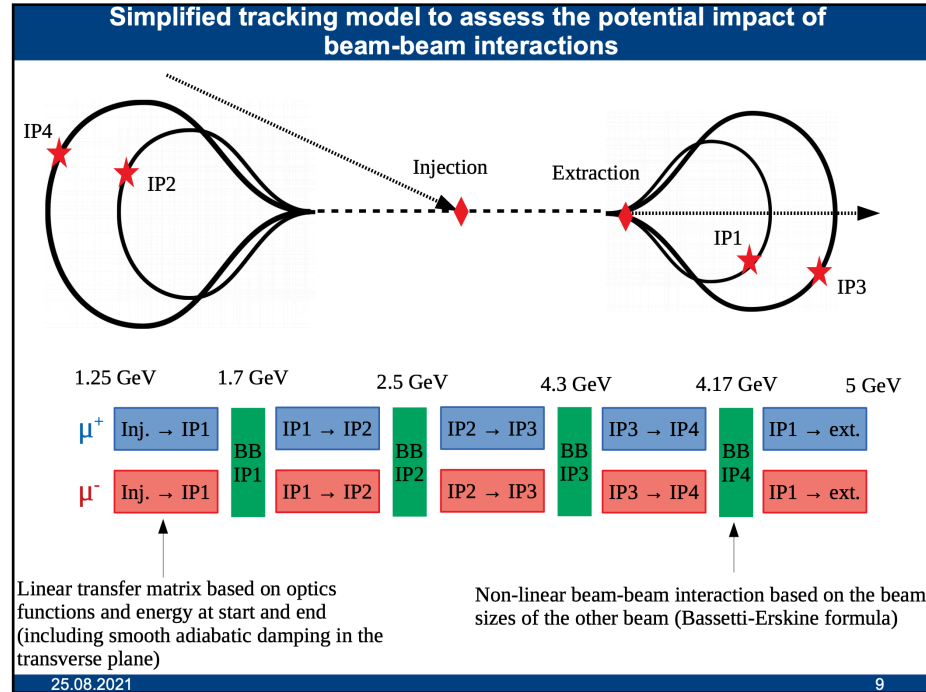 Simplified tracking model to assess the potential impact of
beam-beam interactions
IP4
IP2
Injection
Extraction
IP1
IP3
1.25 GeV
1.7 GeV
2.5 GeV
4.3 GeV
4.17 GeV
5 GeV
μ+
Inj. → IP1
BB
IP1
IP1 → IP2
BB
IP2
IP2 → IP3
BB
IP3
IP3 → IP4
BB
IP4
IP1 → ext.
μ-
Inj. → IP1
IP1 → IP2
IP2 → IP3
IP3 → IP4
IP1 → ext.
Linear transfer matrix based on optics
functions and energy at start and end
(including smooth adiabatic damping in the
transverse plane)
Non-linear beam-beam interaction based on the beam
sizes of the other beam (Bassetti-Erskine formula)
25.08.2021
9